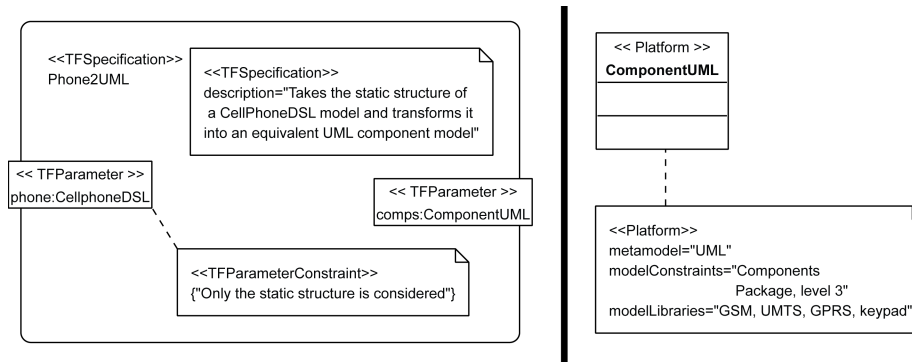 <<TFSpecification>>
Phone2UML
<<TFSpecification>>
description="Takes the static structure of
a CellPhoneDSL model and transforms it
into an equivalent UML component model"
<< TFParameter >>
phone:CellphoneDSL
<< TFParameter >>
comps:ComponentUML
<<TFParameterConstraint>>
{"Only the static structure is considered"}
<< Platform >>
ComponentUML
<<Platform>>
metamodel="UML"
modelConstraints="Components
Package, level 3"
modelLibraries="GSM, UMTS, GPRS, keypad"